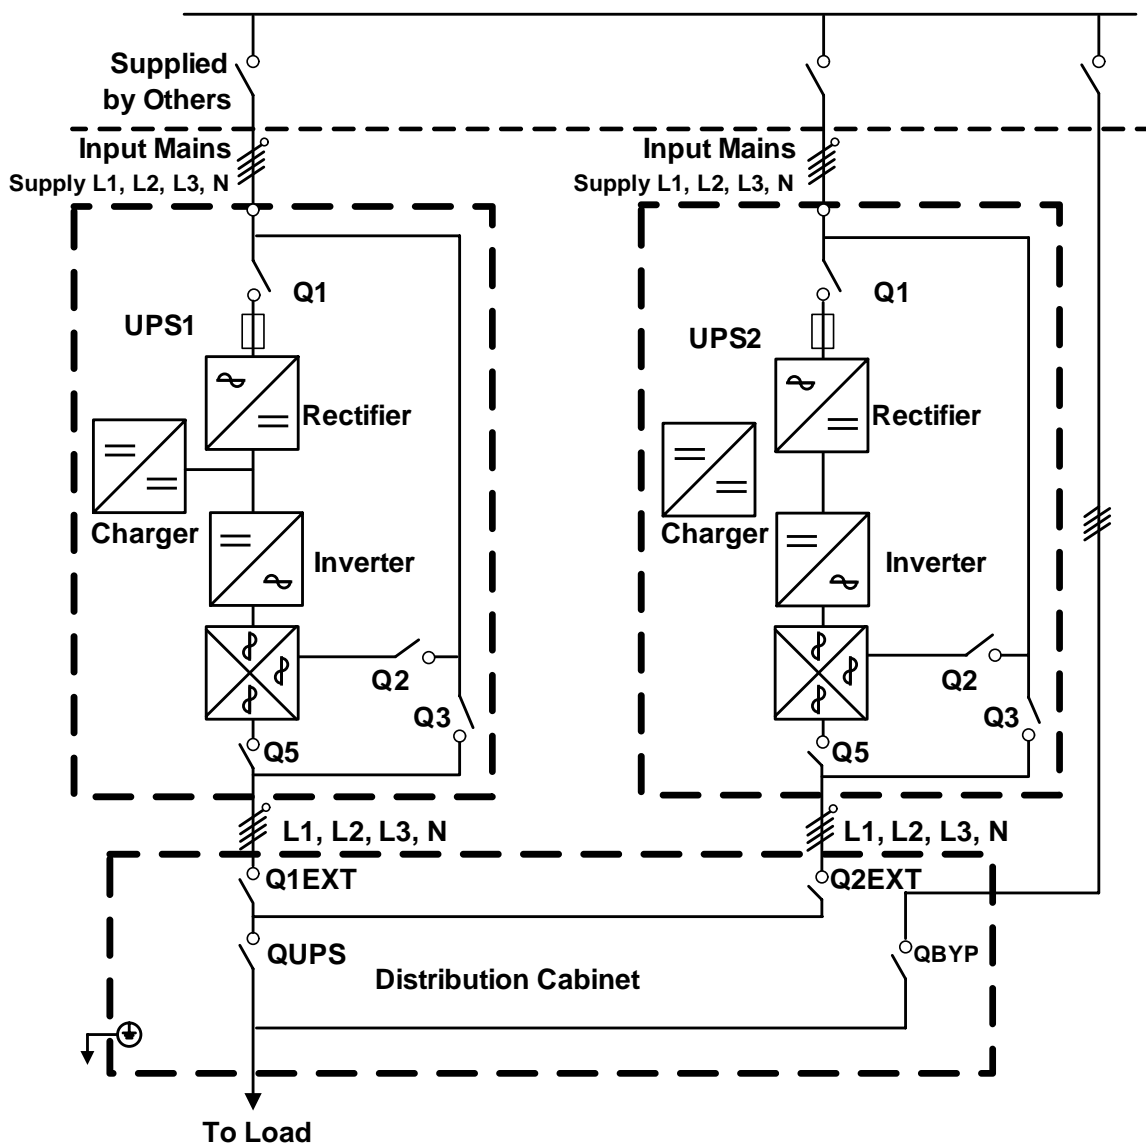 Supplied
by Others
Input Mains
Supply L1, L2, L3, N
Input Mains
Supply L1, L2, L3, N
Q1
UPS1
Rectifier
Charger
Inverter
Q2
Q3
Q5
Q1
UPS2
Rectifier
Charger
Inverter
Q2
Q3
Q5
L1, L2, L3, N
L1, L2, L3, N
Q1EXT
Q2EXT
QUPS
QBYP
Distribution Cabinet
To Load